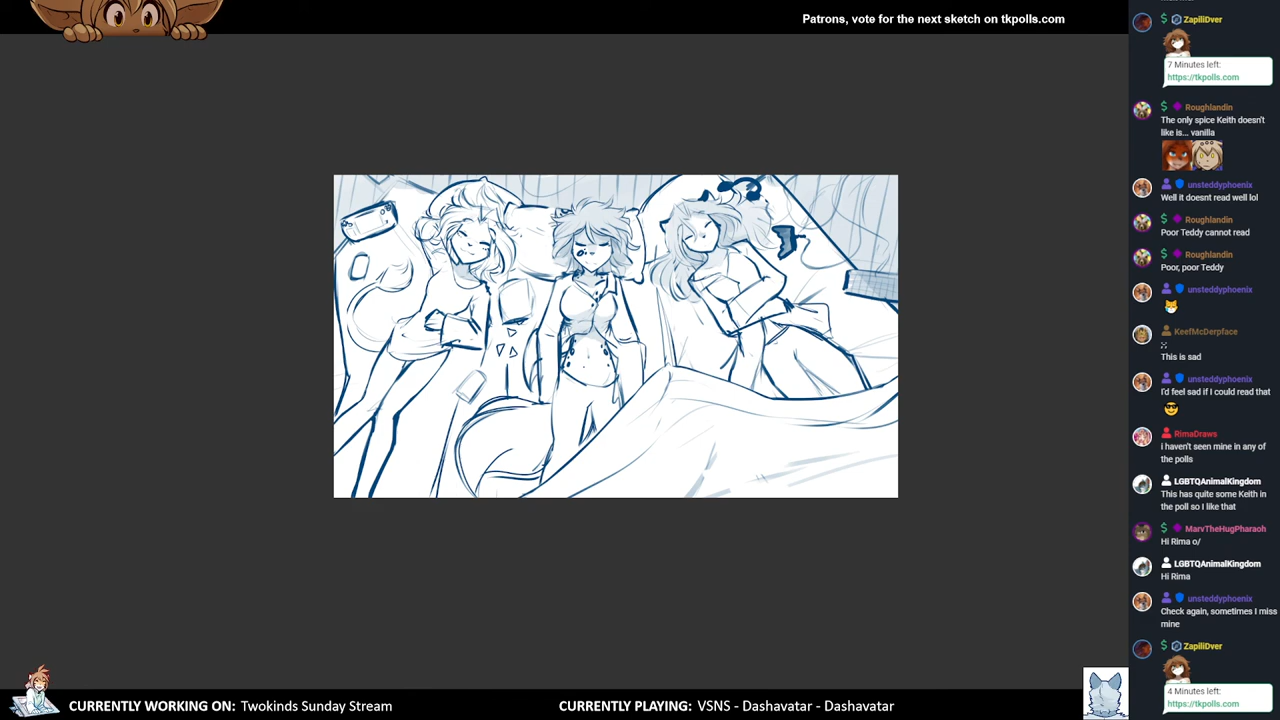 Patrons, vote for the next sketch on tkpolls.com
ZapiliDver
7 Minutes left:
https://tkpolls.com
Roughlandin
The only spice Keith doesn't
like is... vanilla
unsteddyphoenix
Well it doesnt read well lol
Roughlandin
Poor Teddy cannot read
Roughlandin
Poor, poor Teddy
unsteddyphoenix
KeefMcDerpface
;-;
This is sad
unsteddyphoenix
I'd feel sad if I could read that
RimaDraws
i haven't seen mine in any of
the polls
LGBTQAnimalKingdom
This has quite some Keith in
the poll so I like that
MarvTheHugPharaoh
Hi Rima o/
LGBTQAnimalKingdom
Hi Rima
unsteddyphoenix
Check again, sometimes I miss
mine
ZapiliDver
4 Minutes left:
https://tkpolls.com
CURRENTLY WORKING ON: Twokinds Sunday Stream
CURRENTLY PLAYING: VSNS - Dashavatar - Dashavatar